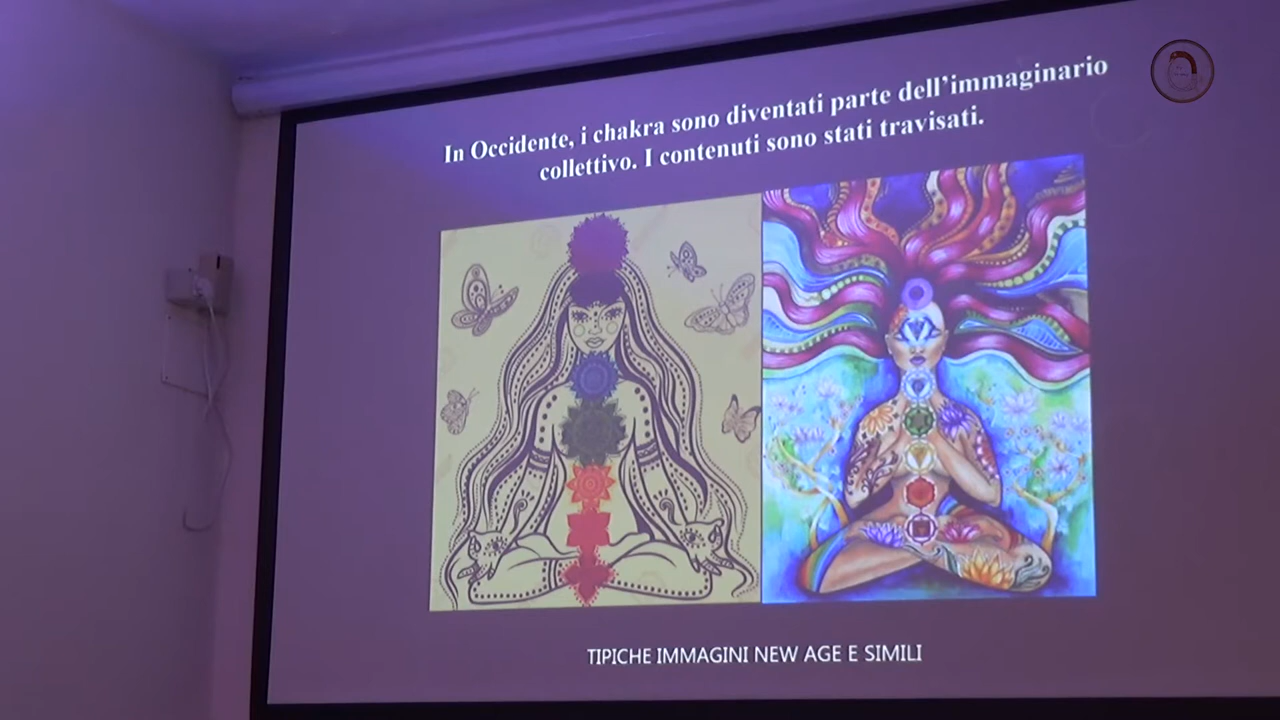 In Occidente, i chakra sono diventati parte dell'immaginario
collettivo. I contenuti sono stati travisati.
TIPICHE IMMAGINI NEW AGE E SIMILI